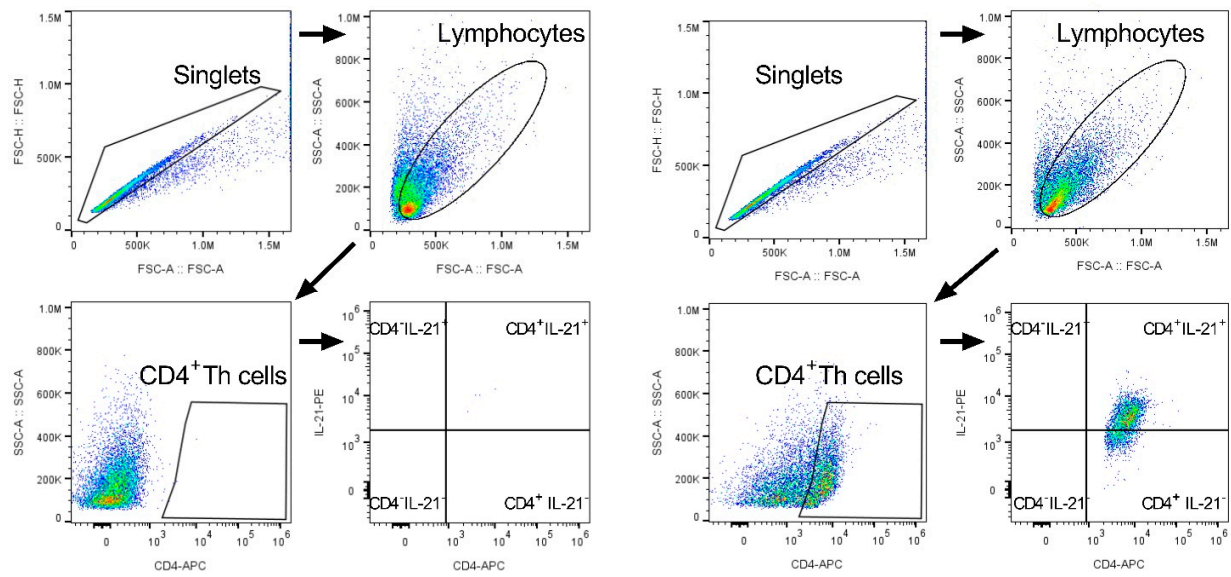 Singlets
FSC-H :: FSC-H
1.5M
1.0M
500K
0
0
500K
1.0M
1.5M
FSC-A :: FSC-A
Lymphocytes
SSC-A :: SSC-A
1.0M
800K
600K
400K
200K
0
0
500K
1.0M
1.5M
FSC-A :: FSC-A
Singlets
FSC-H :: FSC-H
1.5M
1.0M
500K
0
0
500K
1.0M
1.5M
FSC-A :: FSC-A
Lymphocytes
SSC-A :: SSC-A
1.0M
800K
600K
400K
200K
0
0
500K
1.0M
1.5M
FSC-A :: FSC-A
CD4⁺Th cells
SSC-A :: SSC-A
1.0M
800K
600K
400K
200K
0
0
10³
10⁴
10⁵
10⁶
CD4-APC
CD4⁻IL-21⁺
CD4⁺IL-21⁺
CD4⁻IL-21⁻
CD4⁺ IL-21⁻
IL-21-PE
10⁶
10⁵
10⁴
10³
0
0
10³
10⁴
10⁵
10⁶
CD4-APC
CD4⁺Th cells
SSC-A :: SSC-A
1.0M
800K
600K
400K
200K
0
0
10³
10⁴
10⁵
10⁶
CD4-APC
CD4⁻IL-21⁺
CD4⁺IL-21⁺
CD4⁻IL-21⁻
CD4⁺ IL-21⁻
IL-21-PE
10⁶
10⁵
10⁴
10³
0
0
10³
10⁴
10⁵
10⁶
CD4-APC